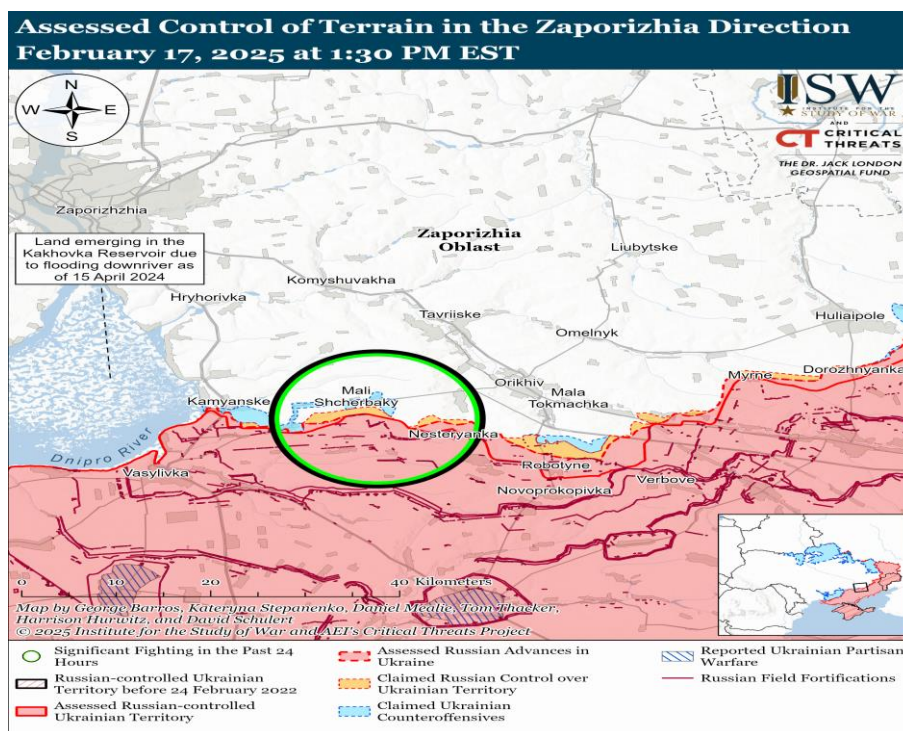 Assessed Control of Terrain in the Zaporizhia Direction
February 17, 2025 at 1:30 PM EST
N
W
E
S
ISW
INSTITUTE FOR THE
STUDY OF WAR
AND
CT CRITICAL
THREATS
THE DR. JACK LONDON
GEOSPATIAL FUND
Zaporizhzhia
Zaporizhia
Oblast
Liubytske
Land emerging in the
Kakhovka Reservoir due
to flooding downriver as
of 15 April 2024
Komyshuvakha
Hryhorivka
Tavriiske
Huliaipole
Omelnyk
Myrne
Dorozhnyanka
Orikhiv
Mali
Shcherbaky
Mala
Tokmachka
Kamyanske
Nesteryanka
Dnipro River
Vasylivka
Robotyne
Novoprokopivka
Verbove
0 10 20 40 Kilometers
Map by George Barros, Kateryna Stepanenko, Daniel Mealie, Tom Thacker,
Harrison Hurwitz, and David Schulert
© 2025 Institute for the Study of War and AEI's Critical Threats Project
Significant Fighting in the Past 24
Hours
Russian-controlled Ukrainian
Territory before 24 February 2022
Assessed Russian-controlled
Ukrainian Territory
Assessed Russian Advances in
Ukraine
Claimed Russian Control over
Ukrainian Territory
Claimed Ukrainian
Counteroffensives
Reported Ukrainian Partisan
Warfare
Russian Field Fortifications